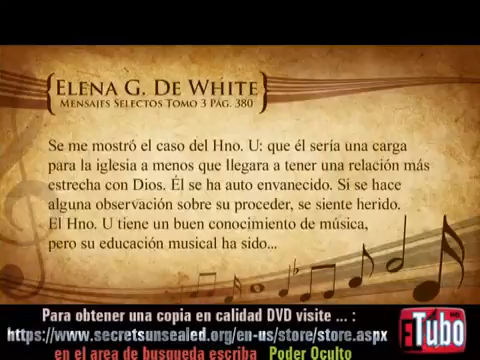 {ELENA G. DE WHITE}
MENSAJES SELECTOS TOMO 3 PÁG. 380
Se me mostró el caso del Hno. U: que él sería una carga
para la iglesia a menos que llegara a tener una relación más
estrecha con Dios. Él se ha auto envanecido. Si se hace
alguna observación sobre su proceder, se siente herido.
El Hno. U tiene un buen conocimiento de música,
pero su educación musical ha sido...
Para obtener una copia en calidad DVD visite ... :
https://www.secretsunsealed.org/en-us/store/store.aspx
en el area de busqueda escriba Poder Oculto
FTubo